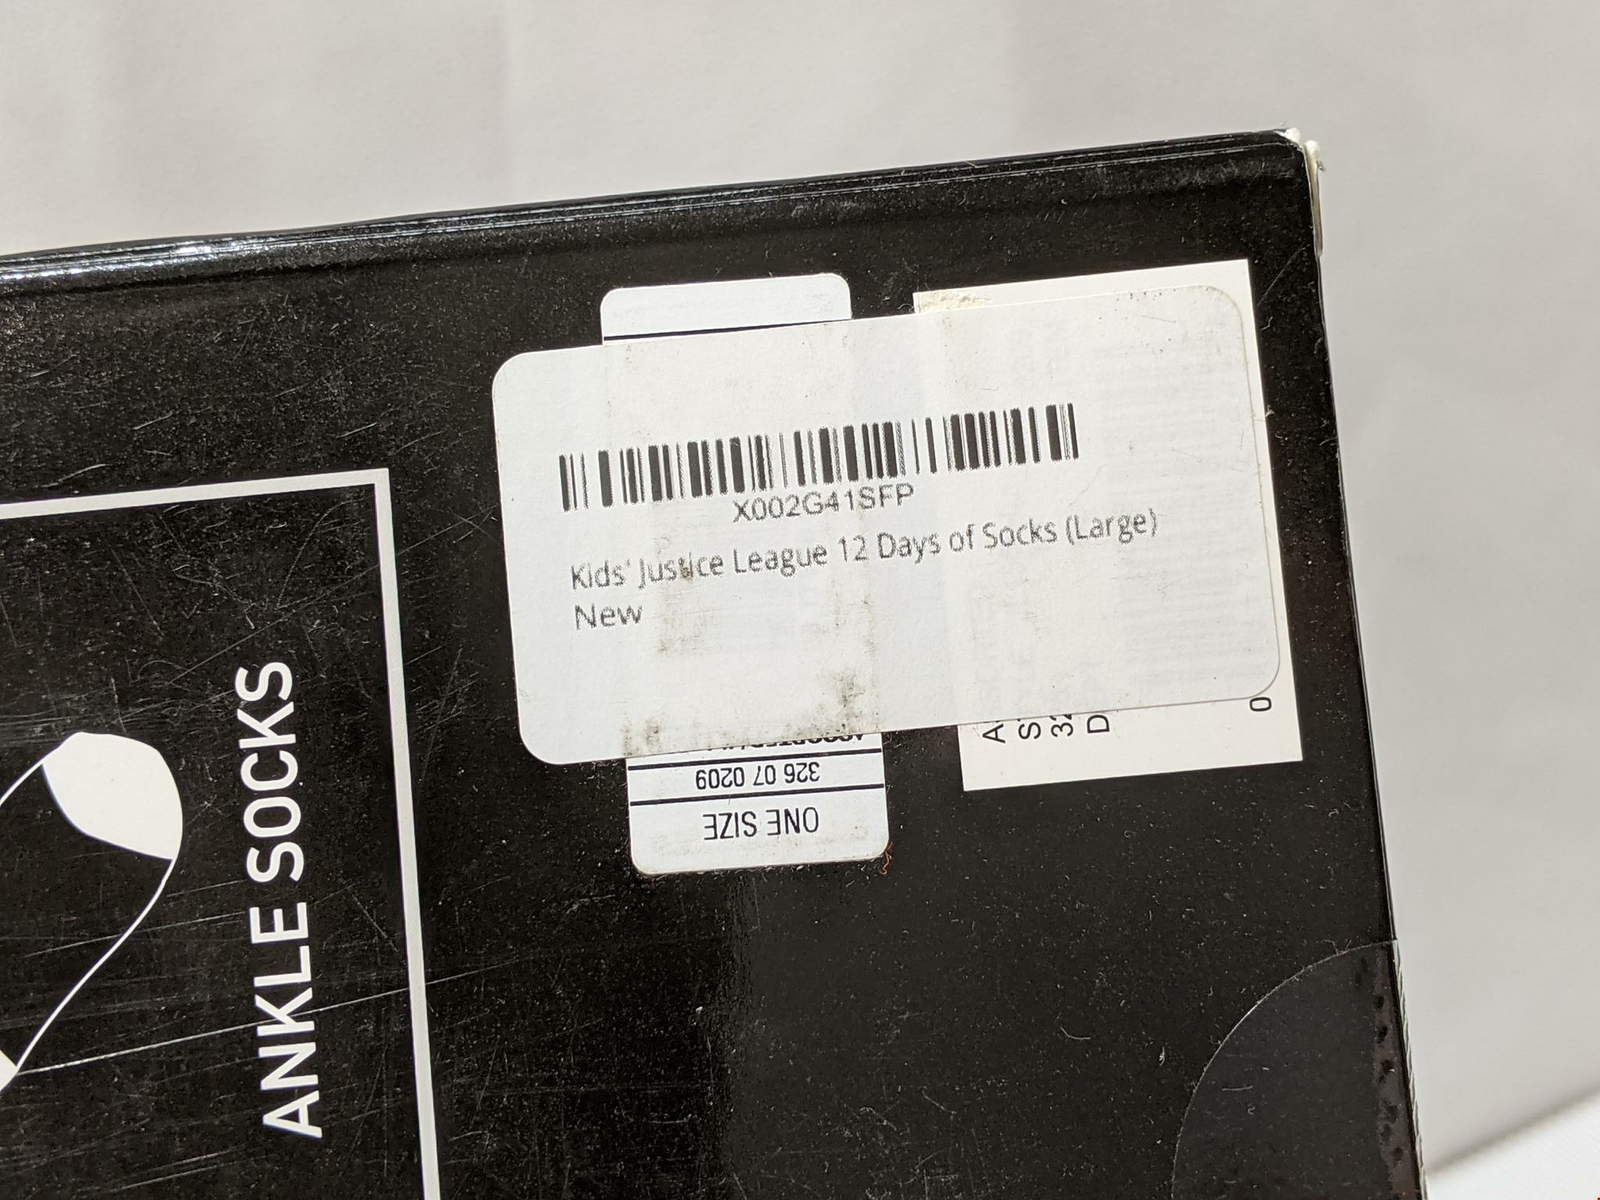 X002G41SFP
Kids' Justice League 12 Days of Socks (Large)
New
326 07 0209
ONE SIZE
ANKLE SOCKS